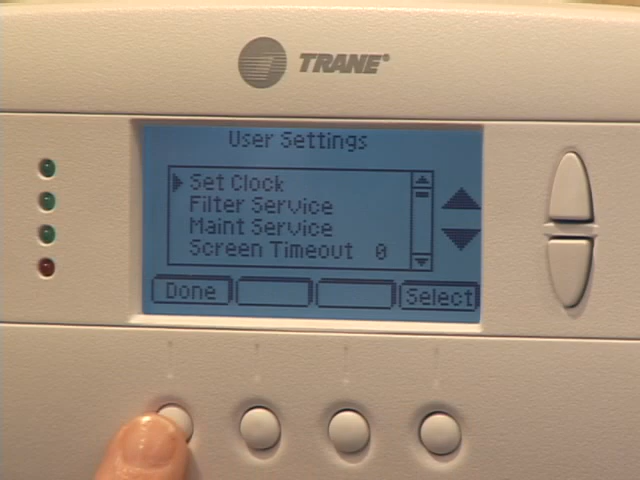 TRANE®
User Settings
Set Clock
Filter Service
Maint Service
Screen Timeout 0
Done
Select